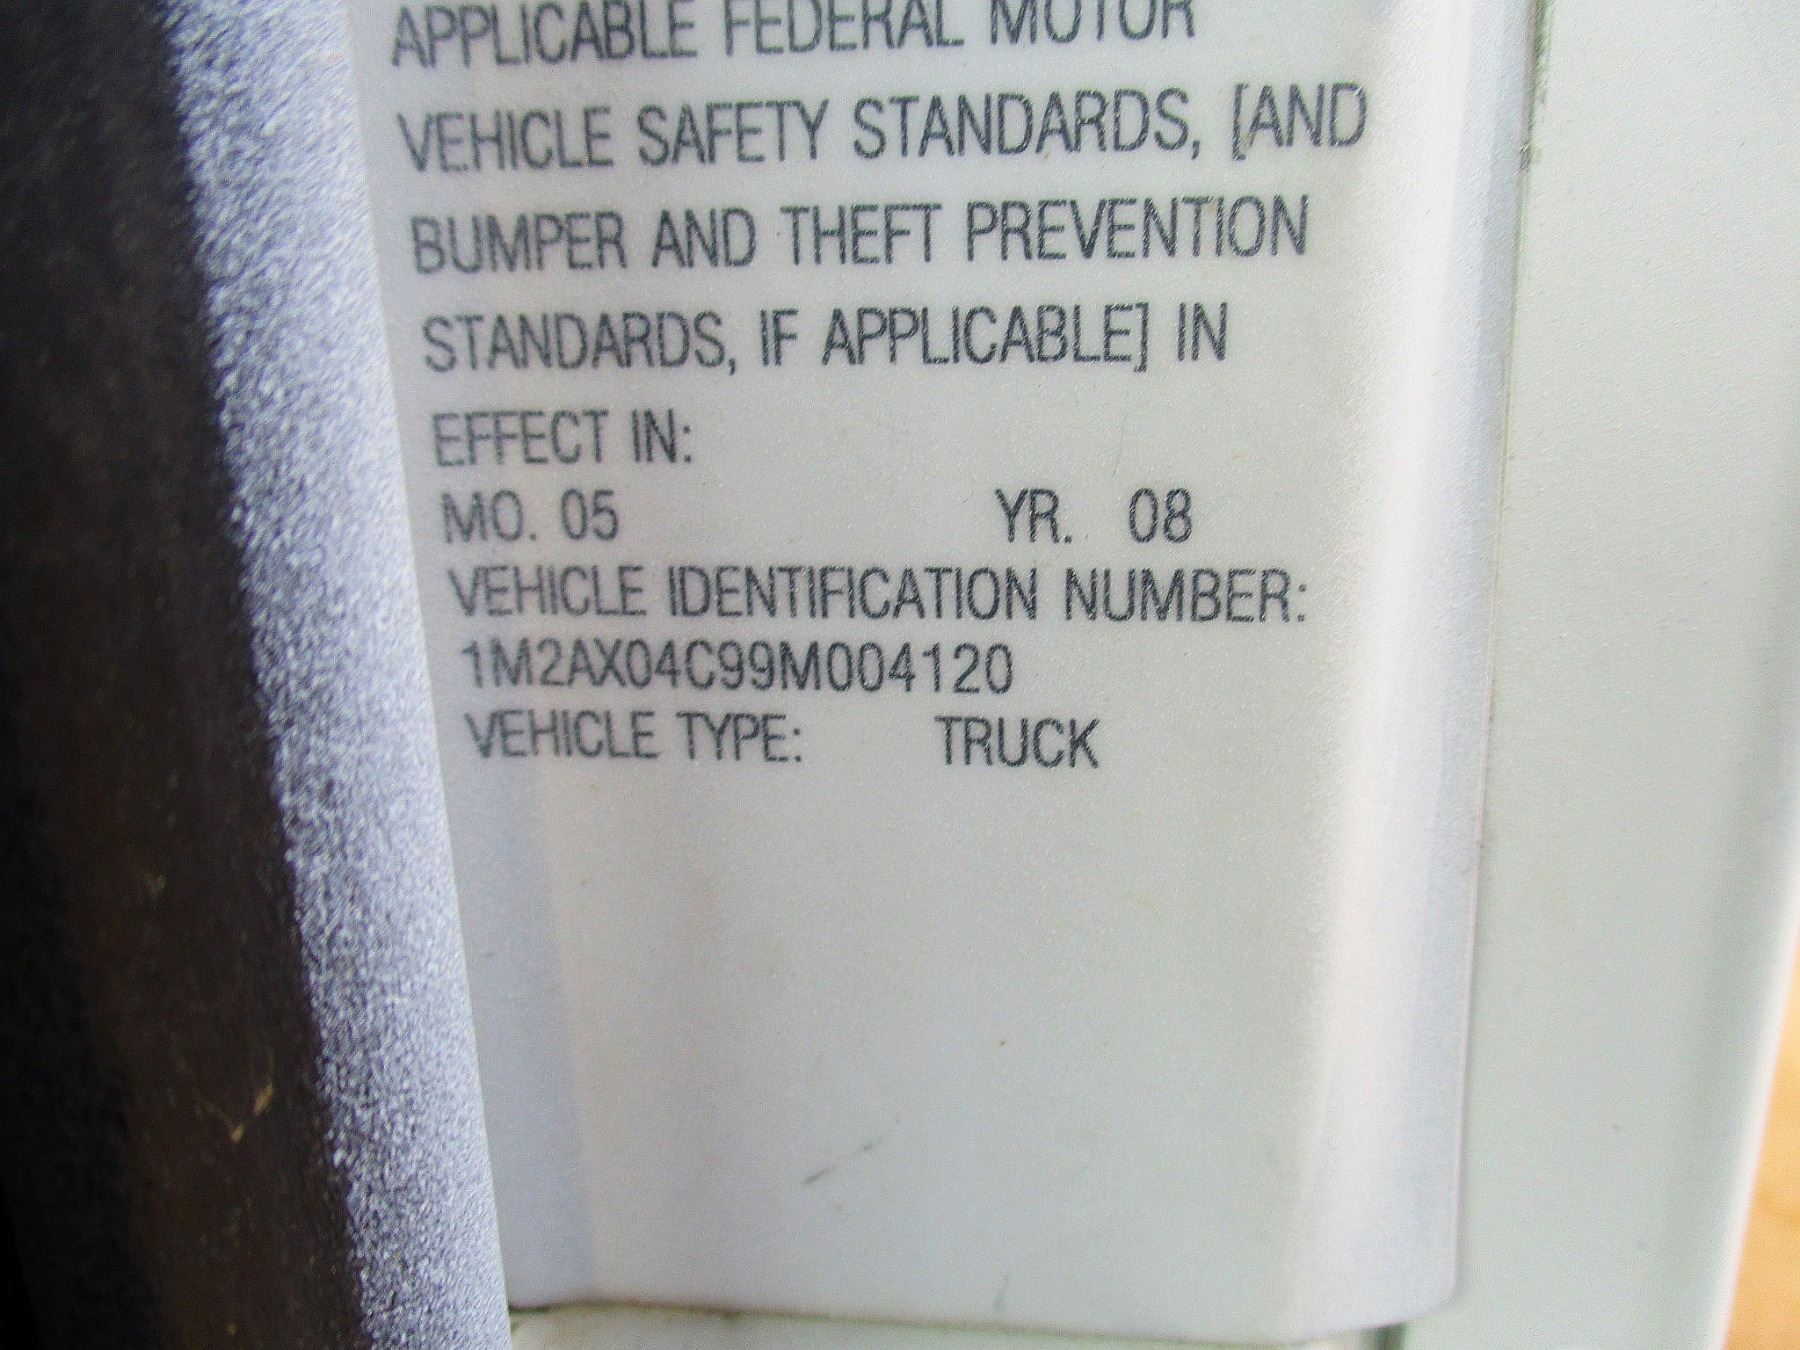 APPLICABLE FEDERAL MOTOR
VEHICLE SAFETY STANDARDS, [AND
BUMPER AND THEFT PREVENTION
STANDARDS, IF APPLICABLE] IN
EFFECT IN:
MO. 05 YR. 08
VEHICLE IDENTIFICATION NUMBER:
1M2AX04C99M004120
VEHICLE TYPE: TRUCK